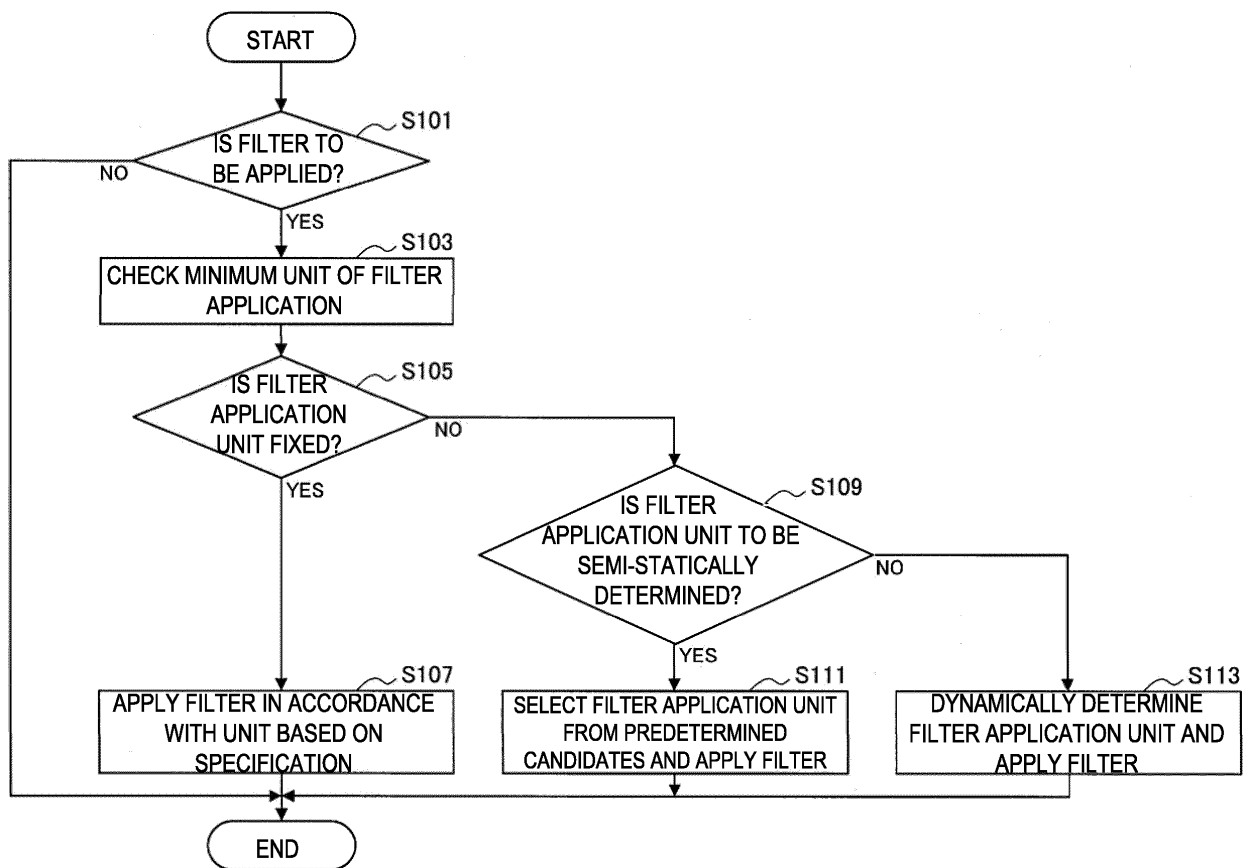 START
S101
IS FILTER TO
BE APPLIED?
NO
YES
S103
CHECK MINIMUM UNIT OF FILTER
APPLICATION
S105
IS FILTER
APPLICATION
UNIT FIXED?
NO
YES
S109
IS FILTER
APPLICATION UNIT TO BE
SEMI-STATICALLY
DETERMINED?
NO
YES
S107
APPLY FILTER IN ACCORDANCE
WITH UNIT BASED ON
SPECIFICATION
S111
SELECT FILTER APPLICATION UNIT
FROM PREDETERMINED
CANDIDATES AND APPLY FILTER
S113
DYNAMICALLY DETERMINE
FILTER APPLICATION UNIT AND
APPLY FILTER
END